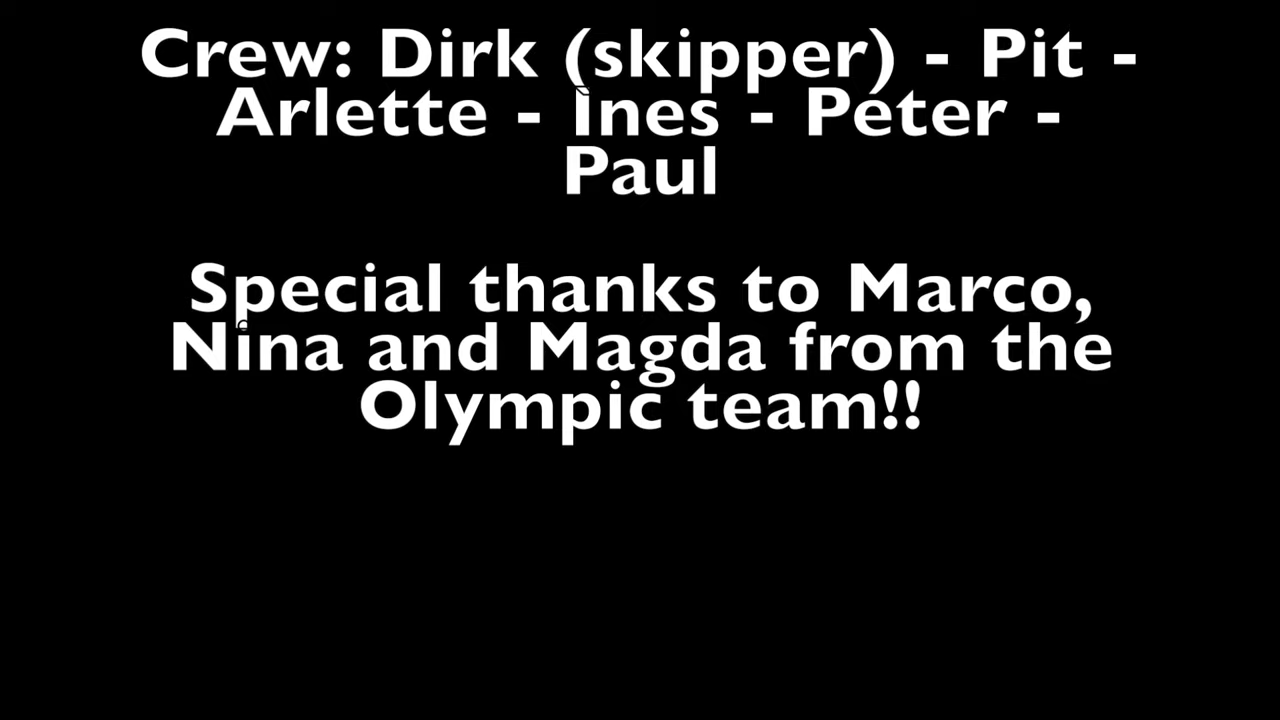 Crew: Dirk (skipper) - Pit -
Arlette - Ines - Peter -
Paul
Special thanks to Marco,
Nina and Magda from the
Olympic team!!